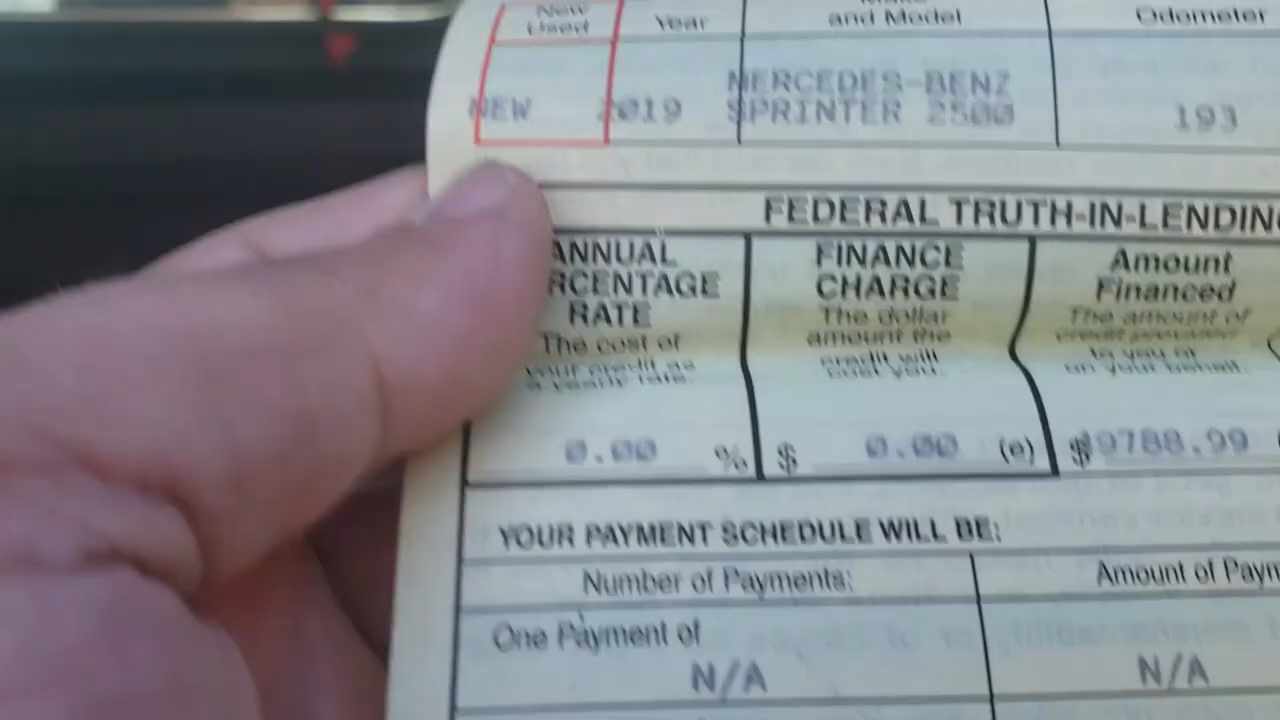 New
Used
Year
and Model
Odometer
MERCEDES-BENZ
NEW 2019 SPRINTER 2500 193
FEDERAL TRUTH-IN-LENDING
ANNUAL
RCENTAGE
RATE
The cost of
your credit as
a yearly rate.
0.00 %
FINANCE
CHARGE
The dollar
amount the
credit will
cost you.
$ 0.00 (e)
Amount
Financed
The amount of
credit provided
to you or
on your behalf.
$ 9788.99
YOUR PAYMENT SCHEDULE WILL BE:
Number of Payments:
Amount of Paym
One Payment of
N/A
N/A